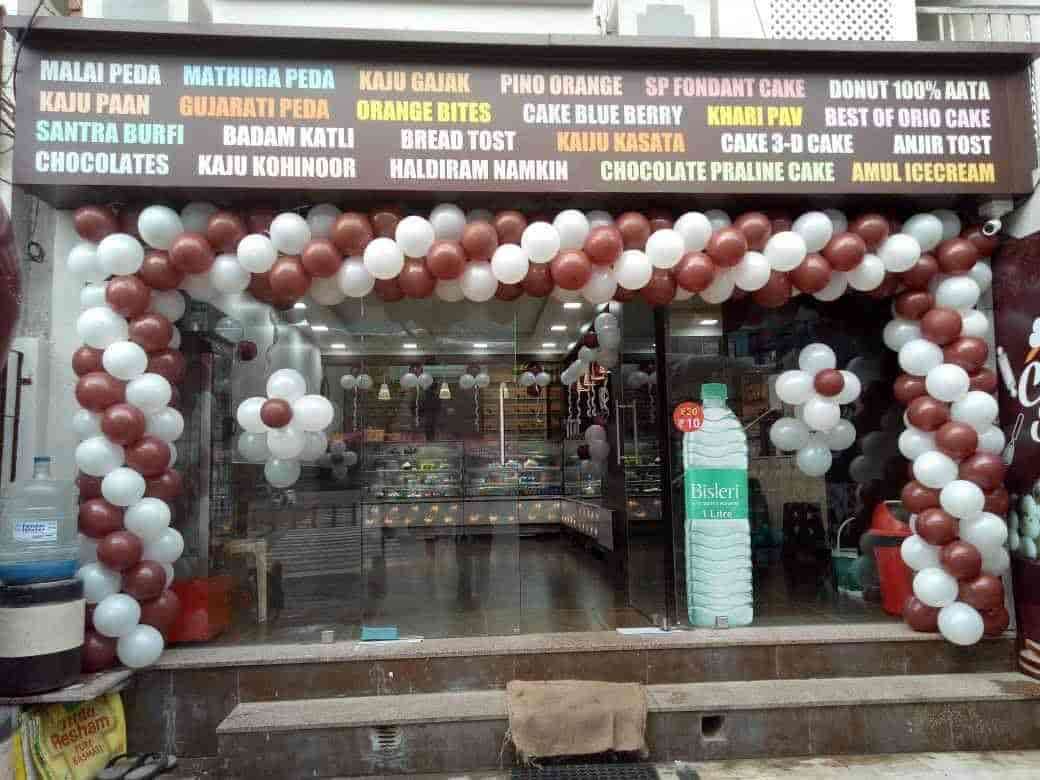 MALAI PEDA MATHURA PEDA KAJU GAJAK PINO ORANGE SP FONDANT CAKE DONUT 100% AATA
KAJU PAAN GUJARATI PEDA ORANGE BITES CAKE BLUE BERRY KHARI PAV BEST OF ORIO CAKE
SANTRA BURFI BADAM KATLI BREAD TOST KAIJU KASATA CAKE 3-D CAKE ANJIR TOST
CHOCOLATES KAJU KOHINOOR HALDIRAM NAMKIN CHOCOLATE PRALINE CAKE AMUL ICECREAM
₹20
₹10
Bisleri
1 Litre
Resham
BASMATI